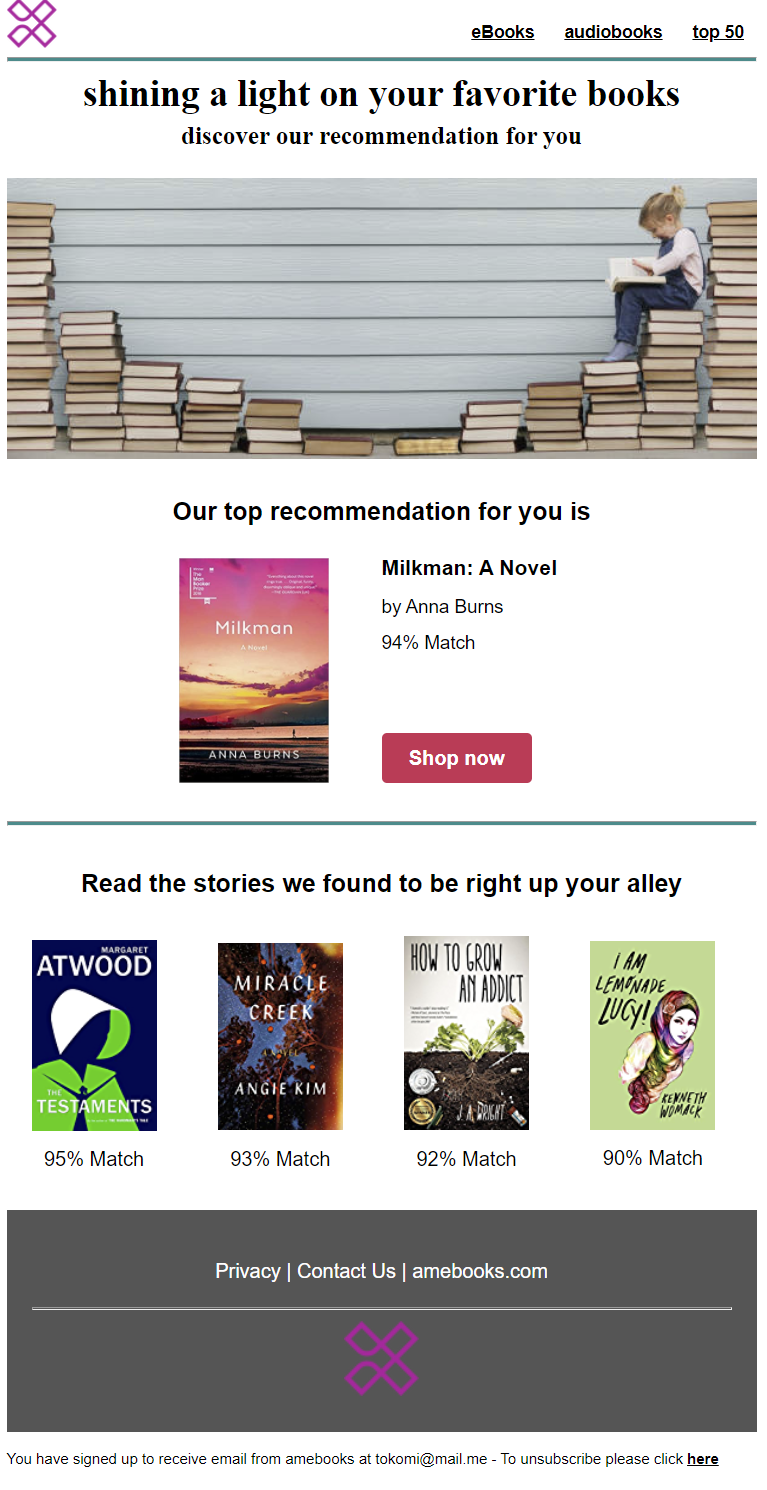 eBooks audiobooks top 50
shining a light on your favorite books
discover our recommendation for you
Our top recommendation for you is
The
Man
Booker
Prize
Milkman
A Novel
ANNA BURNS
Milkman: A Novel
by Anna Burns
94% Match
Shop now
Read the stories we found to be right up your alley
MARGARET
ATWOOD
THE
TESTAMENTS
MIRACLE
CREEK
A NOVEL
ANGIE KIM
HOW TO GROW
AN ADDICT
J.A. WRIGHT
I AM
LEMONADE
LUCY!
KENNETH
WOMACK
95% Match 93% Match 92% Match 90% Match
Privacy | Contact Us | amebooks.com
You have signed up to receive email from amebooks at tokomi@mail.me - To unsubscribe please click here